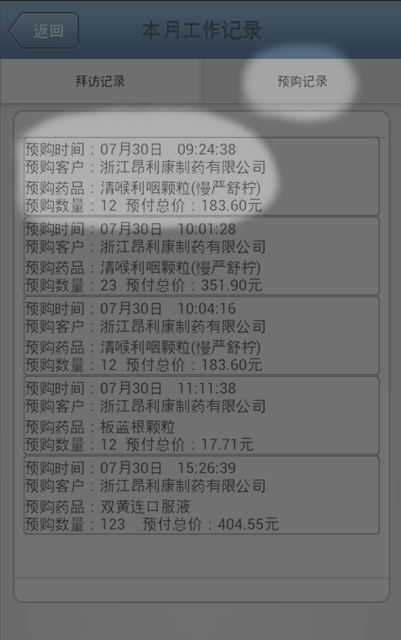 返回
本月工作记录
拜访记录
预购记录
预购时间：07月30日 09:24:38
预购客户：浙江昂利康制药有限公司
预购药品：清喉利咽颗粒(慢严舒柠)
预购数量：12 预付总价：183.60元
预购时间：07月30日 10:01:28
预购客户：浙江昂利康制药有限公司
预购药品：清喉利咽颗粒(慢严舒柠)
预购数量：23 预付总价：351.90元
预购时间：07月30日 10:04:16
预购客户：浙江昂利康制药有限公司
预购药品：清喉利咽颗粒(慢严舒柠)
预购数量：12 预付总价：183.60元
预购时间：07月30日 11:11:38
预购客户：浙江昂利康制药有限公司
预购药品：板蓝根颗粒
预购数量：12 预付总价：17.71元
预购时间：07月30日 15:26:39
预购客户：浙江昂利康制药有限公司
预购药品：双黄连口服液
预购数量：123 预付总价：404.55元